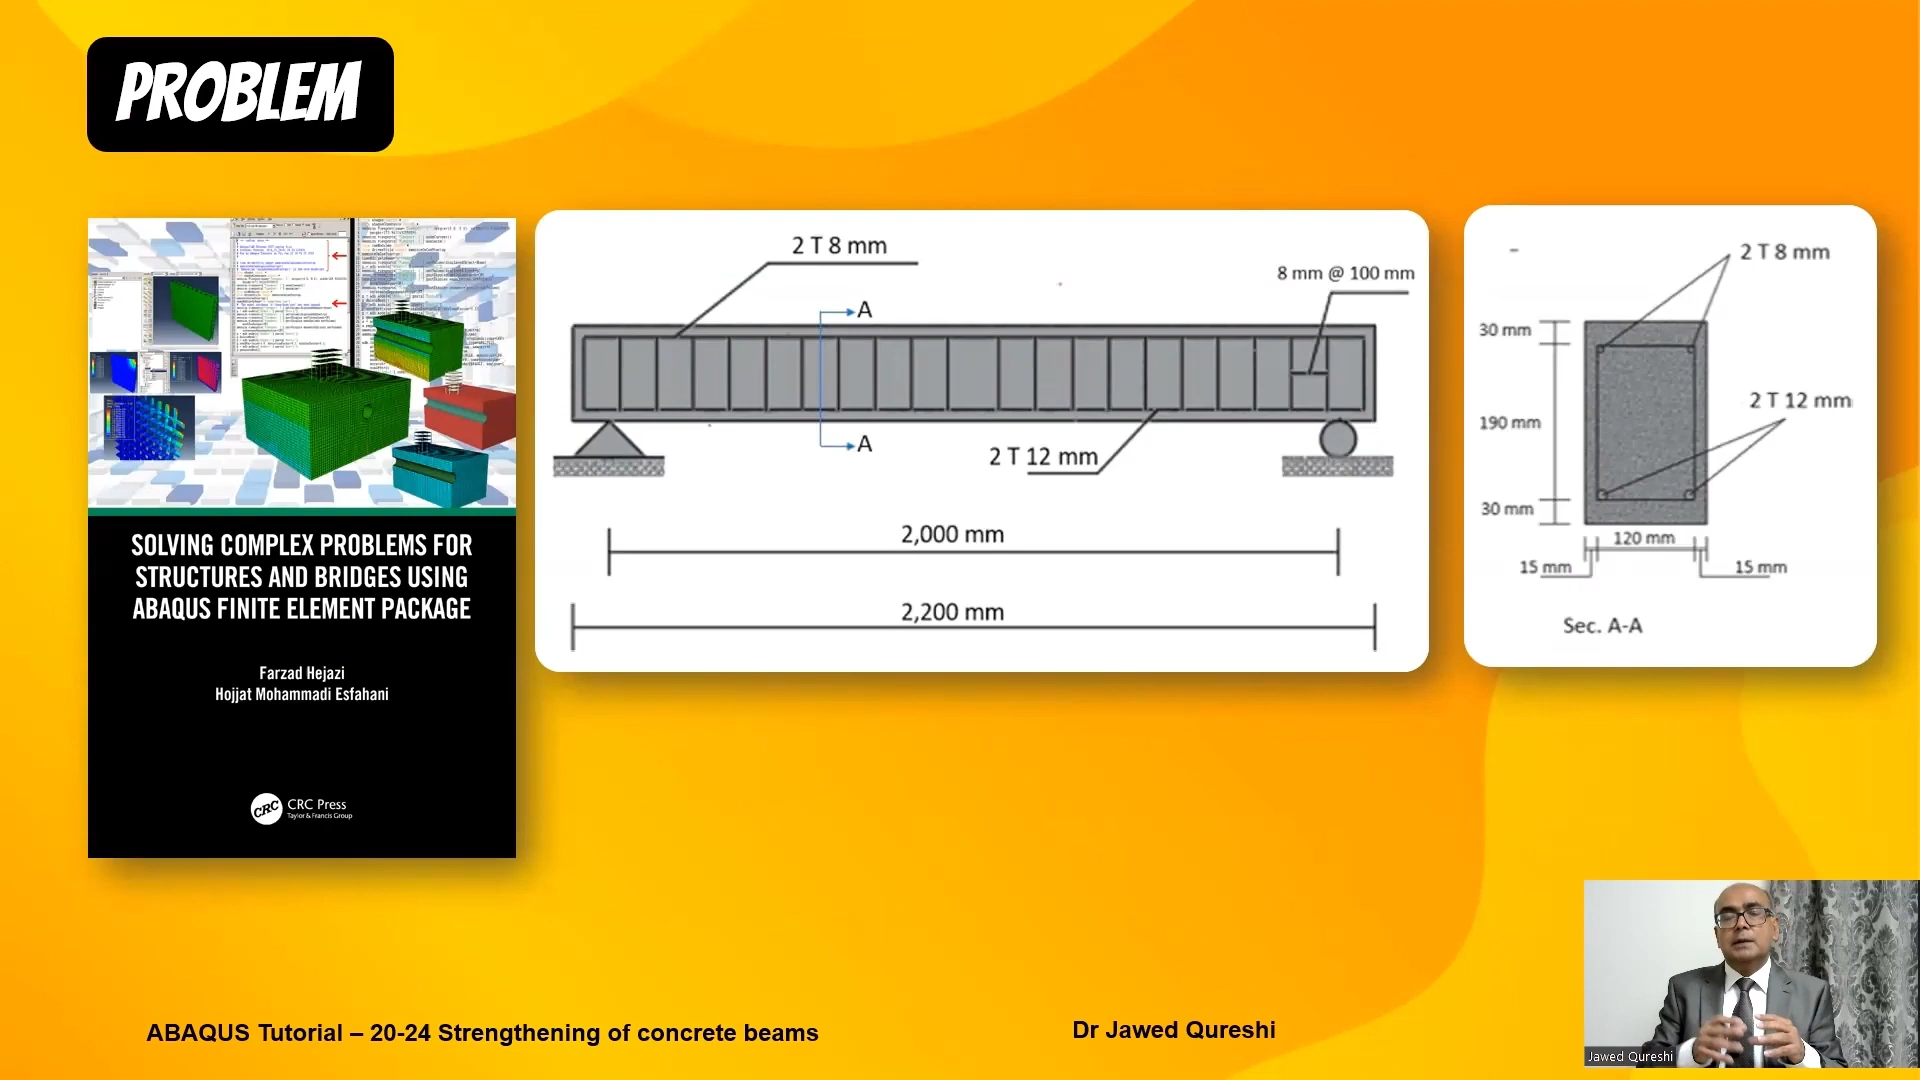 PROBLEM
SOLVING COMPLEX PROBLEMS FOR
STRUCTURES AND BRIDGES USING
ABAQUS FINITE ELEMENT PACKAGE
Farzad Hejazi
Hojjat Mohammadi Esfahani
CRC
CRC Press
Taylor & Francis Group
2 T 8 mm
8 mm @ 100 mm
A
A
2 T 12 mm
2,000 mm
2,200 mm
2 T 8 mm
30 mm
2 T 12 mm
190 mm
30 mm
120 mm
15 mm
15 mm
Sec. A-A
ABAQUS Tutorial – 20-24 Strengthening of concrete beams
Dr Jawed Qureshi
Jawed Qureshi